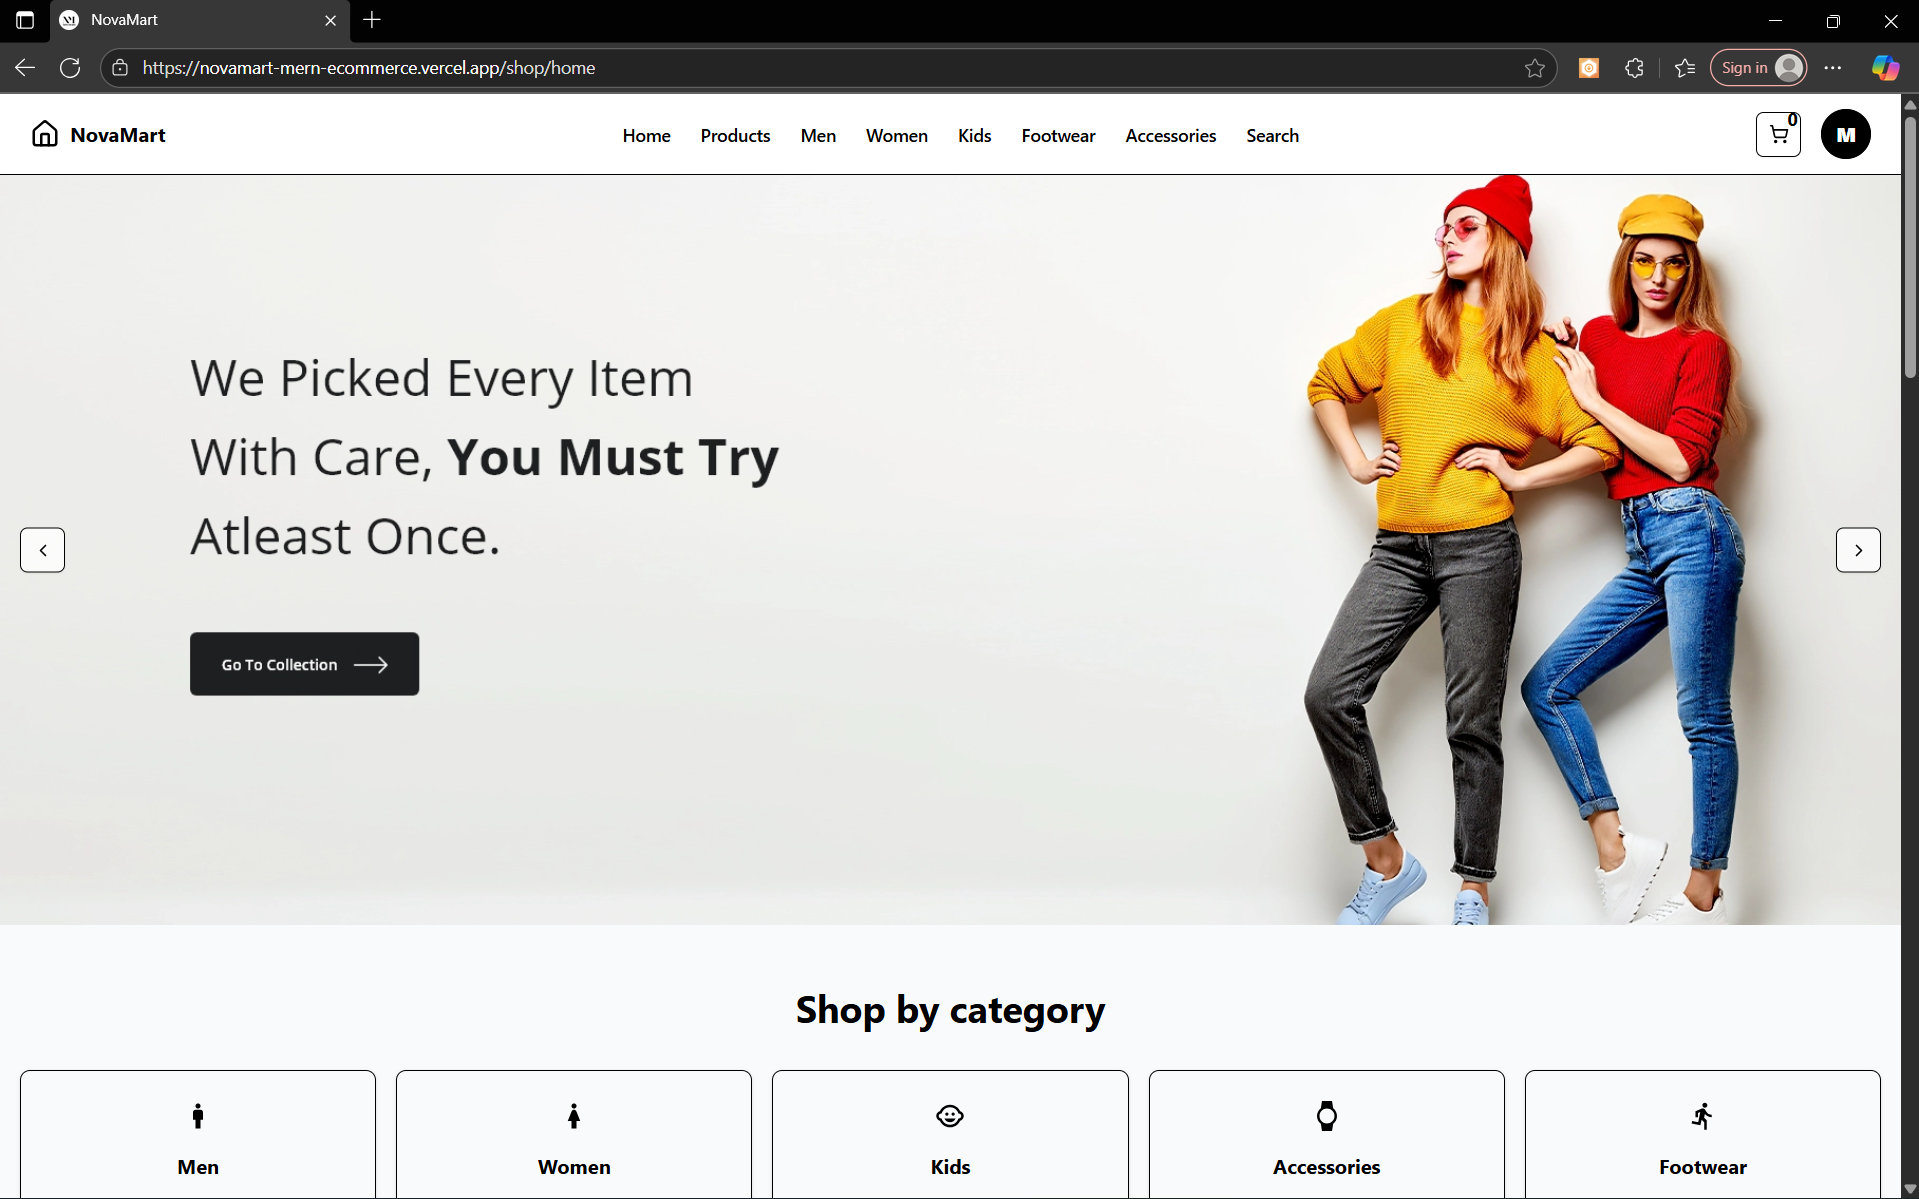 NovaMart
https://novamart-mern-ecommerce.vercel.app/shop/home
Sign in
NovaMart
Home
Products
Men
Women
Kids
Footwear
Accessories
Search
0
M
We Picked Every Item
With Care, You Must Try
Atleast Once.
Go To Collection
Shop by category
Men
Women
Kids
Accessories
Footwear